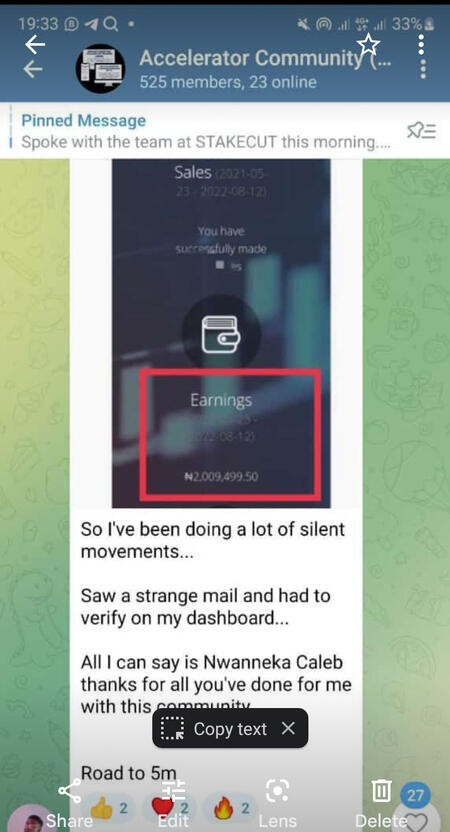 19:33
33%
Accelerator Community (...
525 members, 23 online
Pinned Message
Spoke with the team at STAKECUT this morning....
Sales (2021-05-
23 - 2022-08-12)
You have
successfully made
Earnings
2022-08-12)
₦2,009,499.50
So I've been doing a lot of silent
movements...
Saw a strange mail and had to
verify on my dashboard...
All I can say is Nwanneka Caleb
thanks for all you've done for me
with this community
Copy text
Road to 5m
27
2 2 2
Share Edit Lens Delete